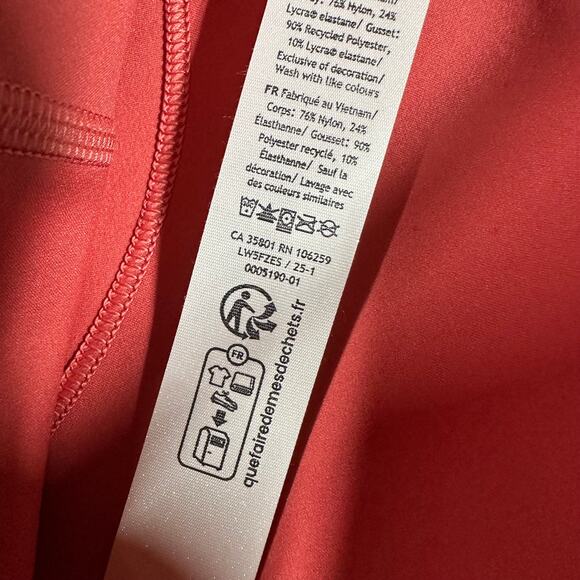 76% Nylon, 24%
Lycra® elastane/ Gusset:
90% Recycled Polyester,
10% Lycra® elastane/
Exclusive of decoration/
Wash with like colours
FR Fabriqué au Vietnam/
Corps: 76% Nylon, 24%
Élasthanne/ Gousset: 90%
Polyester recyclé, 10%
Élasthanne/ Sauf la
décoration/ Lavage avec
des couleurs similaires
CA 35801 RN 106259
LW5FZES / 25-1
0005190-01
FR
quefairedemesdechets.fr